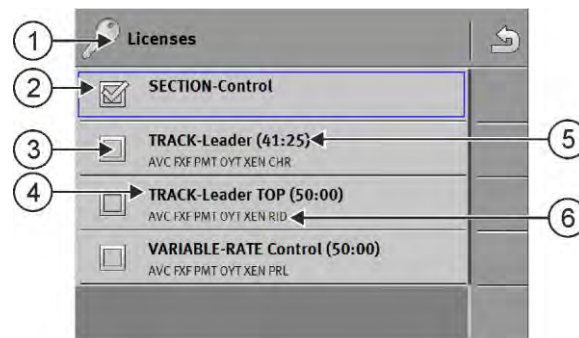 1
Licenses
2
SECTION-Control
3
TRACK-Leader (41:25)
5
AVC FXF PMT OYT XEN CHR
4
TRACK-Leader TOP (50:00)
AVC FXF PMT OYT XEN RID
6
VARIABLE-RATE Control (50:00)
AVC FXF PMT OYT XEN PRL